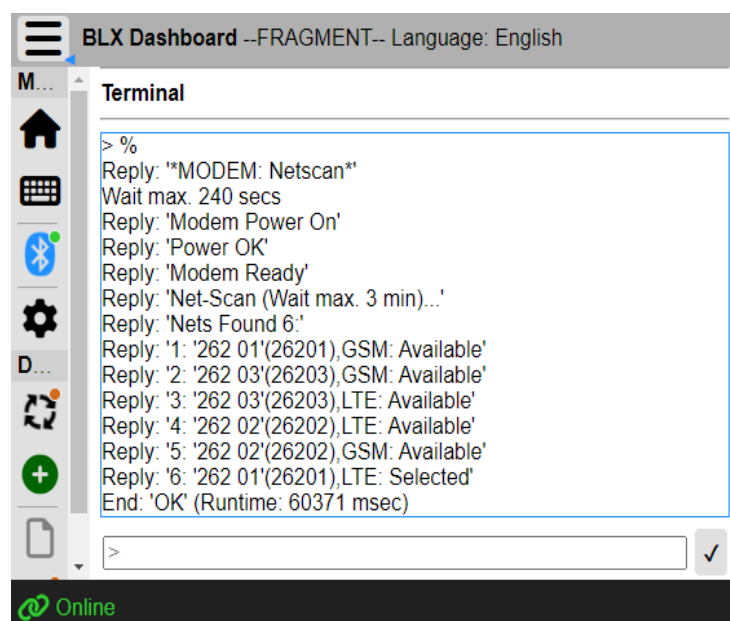 BLX Dashboard --FRAGMENT-- Language: English
M...
Terminal
> %
Reply: '*MODEM: Netscan*'
Wait max. 240 secs
Reply: 'Modem Power On'
Reply: 'Power OK'
Reply: 'Modem Ready'
Reply: 'Net-Scan (Wait max. 3 min)...'
Reply: 'Nets Found 6:'
Reply: '1: '262 01'(26201),GSM: Available'
Reply: '2: '262 03'(26203),GSM: Available'
Reply: '3: '262 03'(26203),LTE: Available'
Reply: '4: '262 02'(26202),LTE: Available'
Reply: '5: '262 02'(26202),GSM: Available'
Reply: '6: '262 01'(26201),LTE: Selected'
End: 'OK' (Runtime: 60371 msec)
D...
>
Online